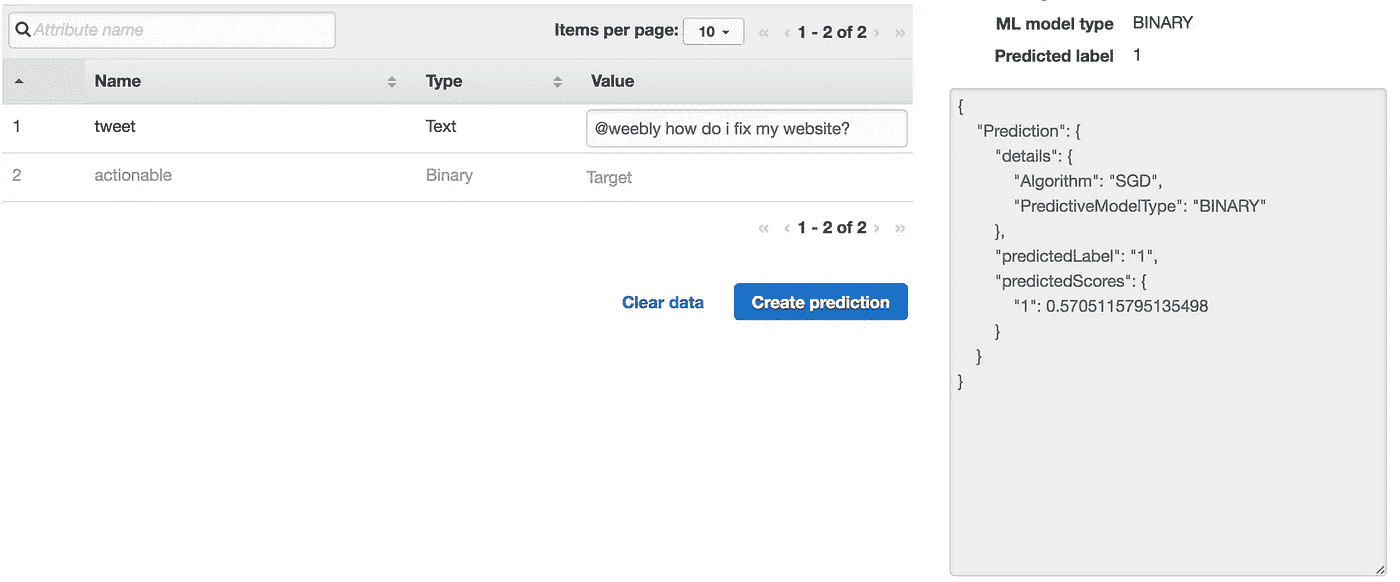 Attribute name
Items per page: 10 « ‹ 1 - 2 of 2 › »
Name Type Value
1 tweet Text @weebly how do i fix my website?
2 actionable Binary Target
« ‹ 1 - 2 of 2 › »
Clear data Create prediction
ML model type BINARY
Predicted label 1
{
"Prediction": {
"details": {
"Algorithm": "SGD",
"PredictiveModelType": "BINARY"
},
"predictedLabel": "1",
"predictedScores": {
"1": 0.5705115795135498
}
}
}